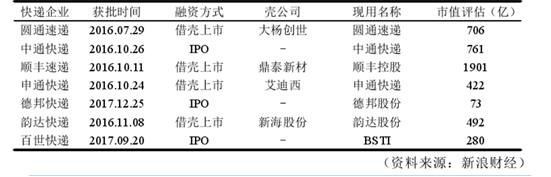 快递企业 获批时间 融资方式 壳公司 现用名称 市值评估（亿）
圆通速递 2016.07.29 借壳上市 大杨创世 圆通速递 706
中通快递 2016.10.26 IPO - 中通快递 761
顺丰速递 2016.10.11 借壳上市 鼎泰新材 顺丰控股 1901
申通快递 2016.10.24 借壳上市 艾迪西 申通快递 422
德邦快递 2017.12.25 IPO - 德邦股份 73
韵达快递 2016.11.08 借壳上市 新海股份 韵达股份 492
百世快递 2017.09.20 IPO - BSTI 280
（资料来源：新浪财经）